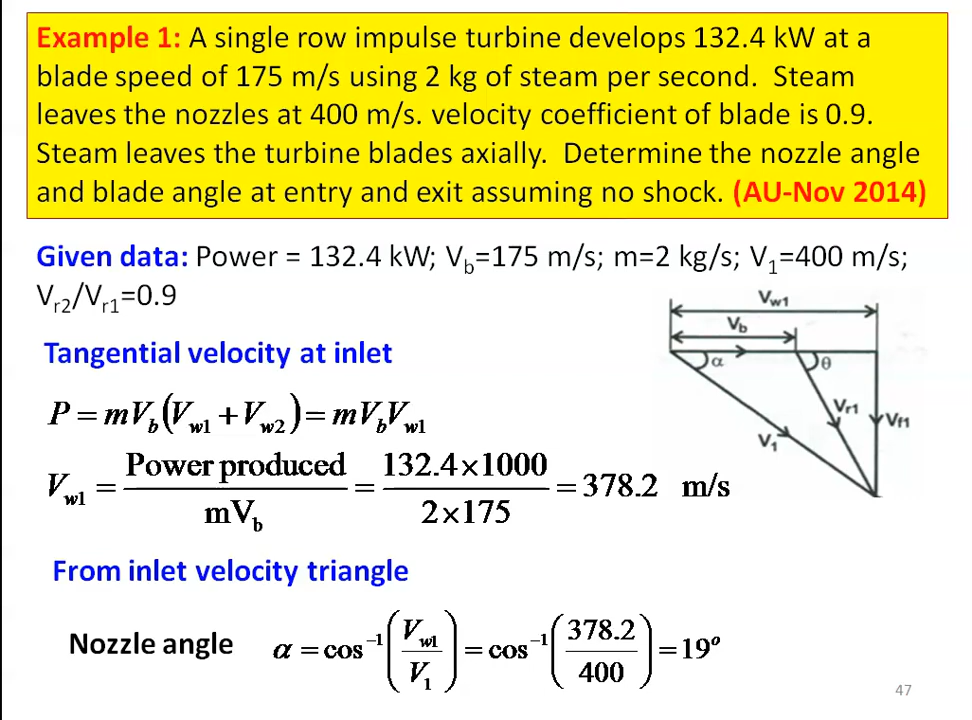 Example 1: A single row impulse turbine develops 132.4 kW at a
blade speed of 175 m/s using 2 kg of steam per second. Steam
leaves the nozzles at 400 m/s. velocity coefficient of blade is 0.9.
Steam leaves the turbine blades axially. Determine the nozzle angle
and blade angle at entry and exit assuming no shock. (AU-Nov 2014)
Given data: Power = 132.4 kW; V_b=175 m/s; m=2 kg/s; V_1=400 m/s;
V_r2/V_r1=0.9
V_w1
V_b
α
θ
V_r1
V_f1
V_1
Tangential velocity at inlet
P = mV_b(V_w1 + V_w2) = mV_bV_w1
V_w1 = Power produced / mV_b = 132.4×1000 / 2×175 = 378.2 m/s
From inlet velocity triangle
Nozzle angle α = cos⁻¹(V_w1 / V_1) = cos⁻¹(378.2 / 400) = 19°
47